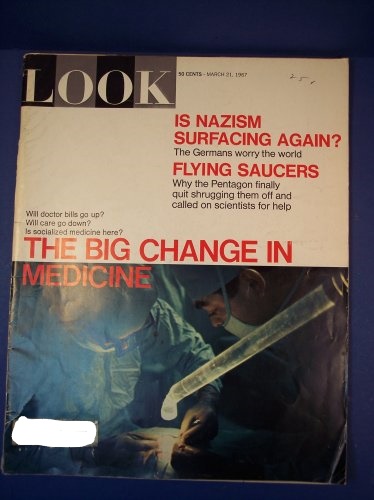 LOOK
50 CENTS · MARCH 21, 1967
25
IS NAZISM
SURFACING AGAIN?
The Germans worry the world
FLYING SAUCERS
Why the Pentagon finally
quit shrugging them off and
called on scientists for help
Will doctor bills go up?
Will care go down?
Is socialized medicine here?
THE BIG CHANGE IN
MEDICINE